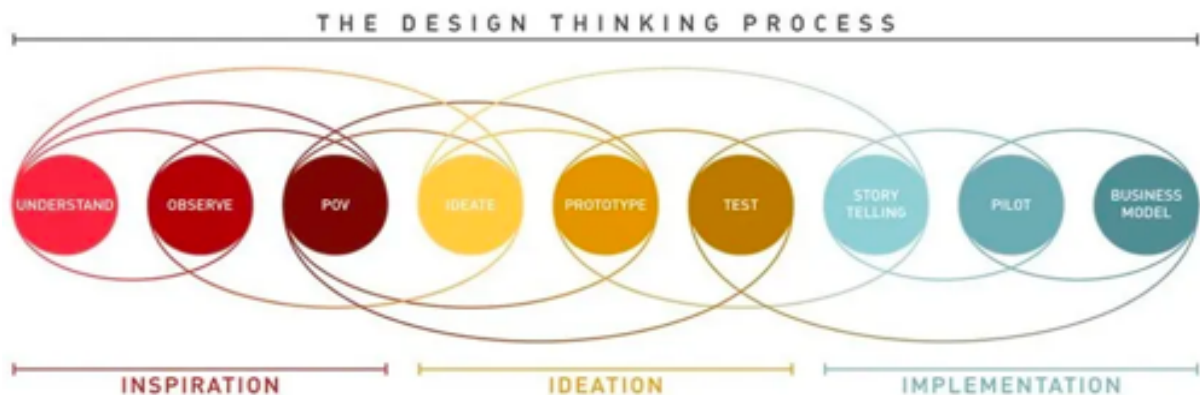 THE DESIGN THINKING PROCESS
UNDERSTAND
OBSERVE
POV
IDEATE
PROTOTYPE
TEST
STORY
TELLING
PILOT
BUSINESS
MODEL
INSPIRATION
IDEATION
IMPLEMENTATION